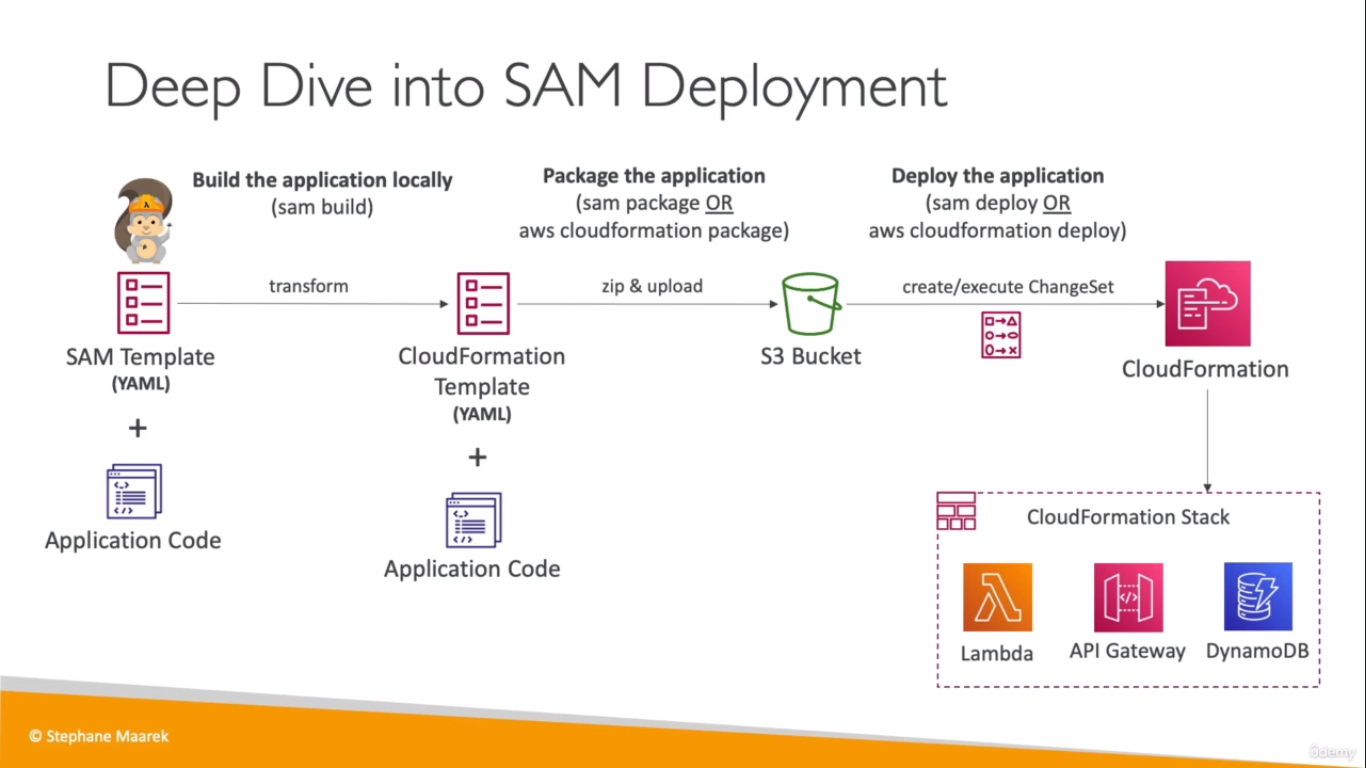 Deep Dive into SAM Deployment
Build the application locally
(sam build)
Package the application
(sam package OR
aws cloudformation package)
Deploy the application
(sam deploy OR
aws cloudformation deploy)
transform
zip & upload
create/execute ChangeSet
SAM Template
(YAML)
+
Application Code
CloudFormation
Template
(YAML)
+
Application Code
S3 Bucket
CloudFormation
CloudFormation Stack
Lambda
API Gateway
DynamoDB
© Stephane Maarek
ûdemy